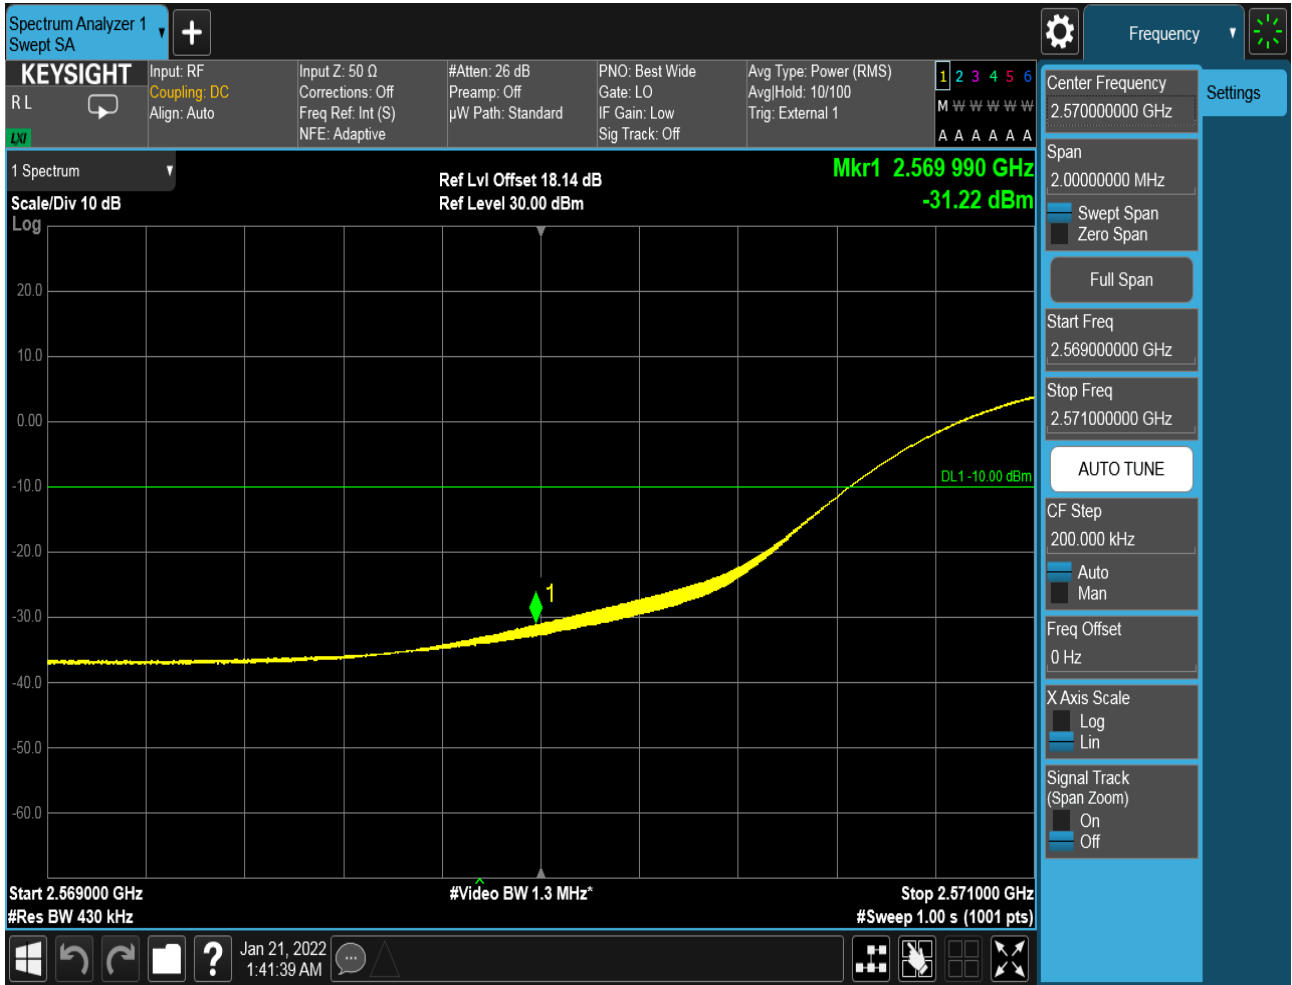 Spectrum Analyzer 1
Swept SA
Frequency
KEYSIGHT
R L
LXI
Input: RF
Coupling: DC
Align: Auto
Input Z: 50 Ω
Corrections: Off
Freq Ref: Int (S)
NFE: Adaptive
#Atten: 26 dB
Preamp: Off
µW Path: Standard
PNO: Best Wide
Gate: LO
IF Gain: Low
Sig Track: Off
Avg Type: Power (RMS)
Avg|Hold: 10/100
Trig: External 1
1 2 3 4 5 6
M W W W W W
A A A A A A
1 Spectrum
Scale/Div 10 dB
Log
Ref Lvl Offset 18.14 dB
Ref Level 30.00 dBm
Mkr1 2.569 990 GHz
-31.22 dBm
20.0
10.0
0.00
-10.0
DL1 -10.00 dBm
-20.0
1
-30.0
-40.0
-50.0
-60.0
Start 2.569000 GHz
#Video BW 1.3 MHz*
Stop 2.571000 GHz
#Res BW 430 kHz
#Sweep 1.00 s (1001 pts)
Center Frequency
2.570000000 GHz
Settings
Span
2.00000000 MHz
Swept Span
Zero Span
Full Span
Start Freq
2.569000000 GHz
Stop Freq
2.571000000 GHz
AUTO TUNE
CF Step
200.000 kHz
Auto
Man
Freq Offset
0 Hz
X Axis Scale
Log
Lin
Signal Track
(Span Zoom)
On
Off
?
Jan 21, 2022
1:41:39 AM